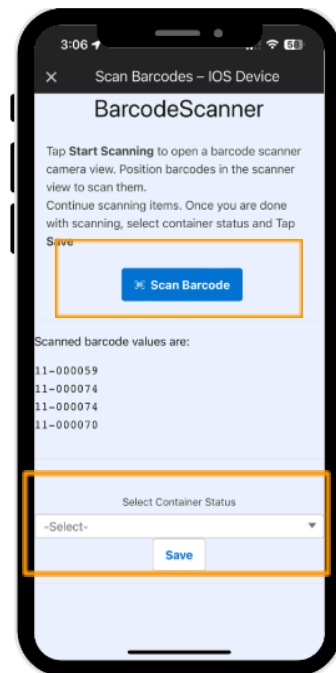 3:06
58
Scan Barcodes – IOS Device
BarcodeScanner
Tap Start Scanning to open a barcode scanner
camera view. Position barcodes in the scanner
view to scan them.
Continue scanning items. Once you are done
with scanning, select container status and Tap
Save
Scan Barcode
Scanned barcode values are:
11-000059
11-000074
11-000074
11-000070
Select Container Status
-Select-
Save